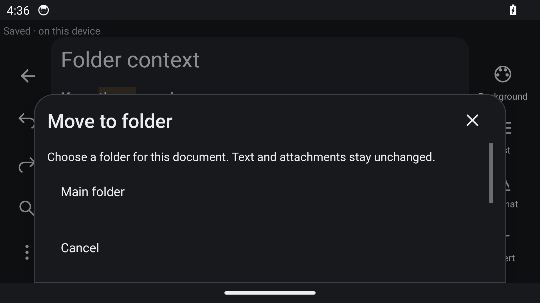 4:36
Saved · on this device
Folder context
Background
Move to folder
Choose a folder for this document. Text and attachments stay unchanged.
Main folder
Cancel